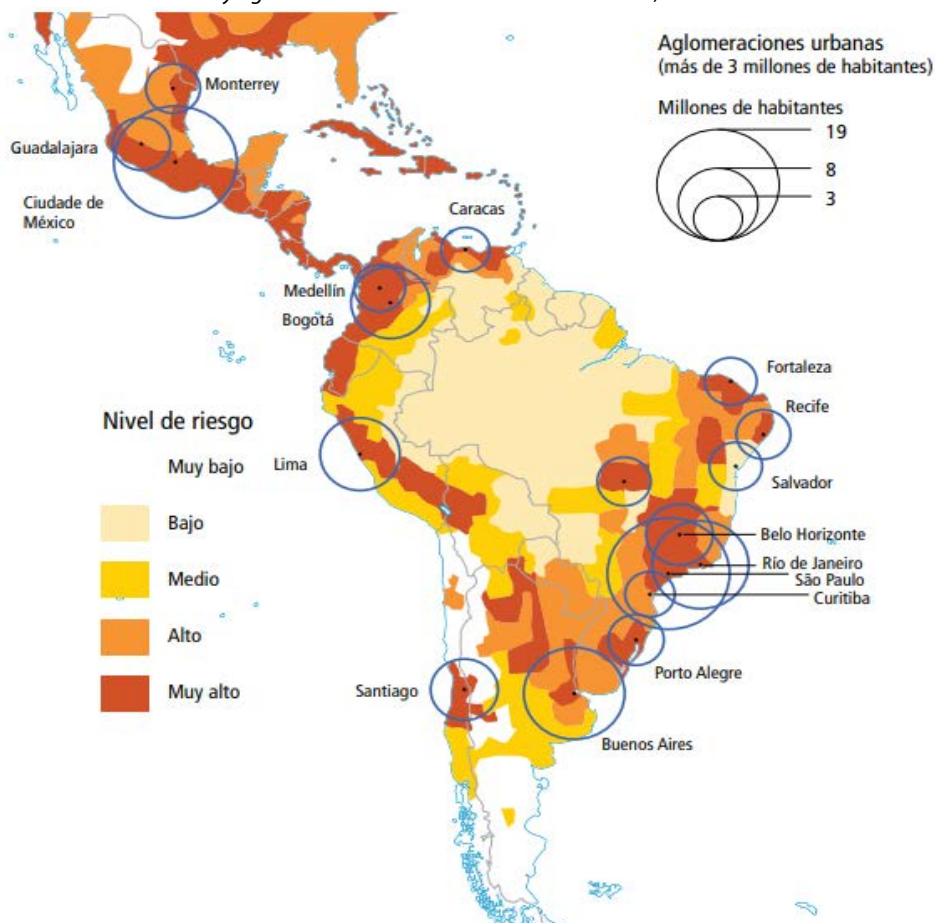 Aglomeraciones urbanas
(más de 3 millones de habitantes)
Millones de habitantes
19
8
3
Monterrey
Guadalajara
Ciudade de
México
Caracas
Medellín
Bogotá
Fortaleza
Recife
Salvador
Lima
Belo Horizonte
Río de Janeiro
São Paulo
Curitiba
Porto Alegre
Santiago
Buenos Aires
Nivel de riesgo
Muy bajo
Bajo
Medio
Alto
Muy alto